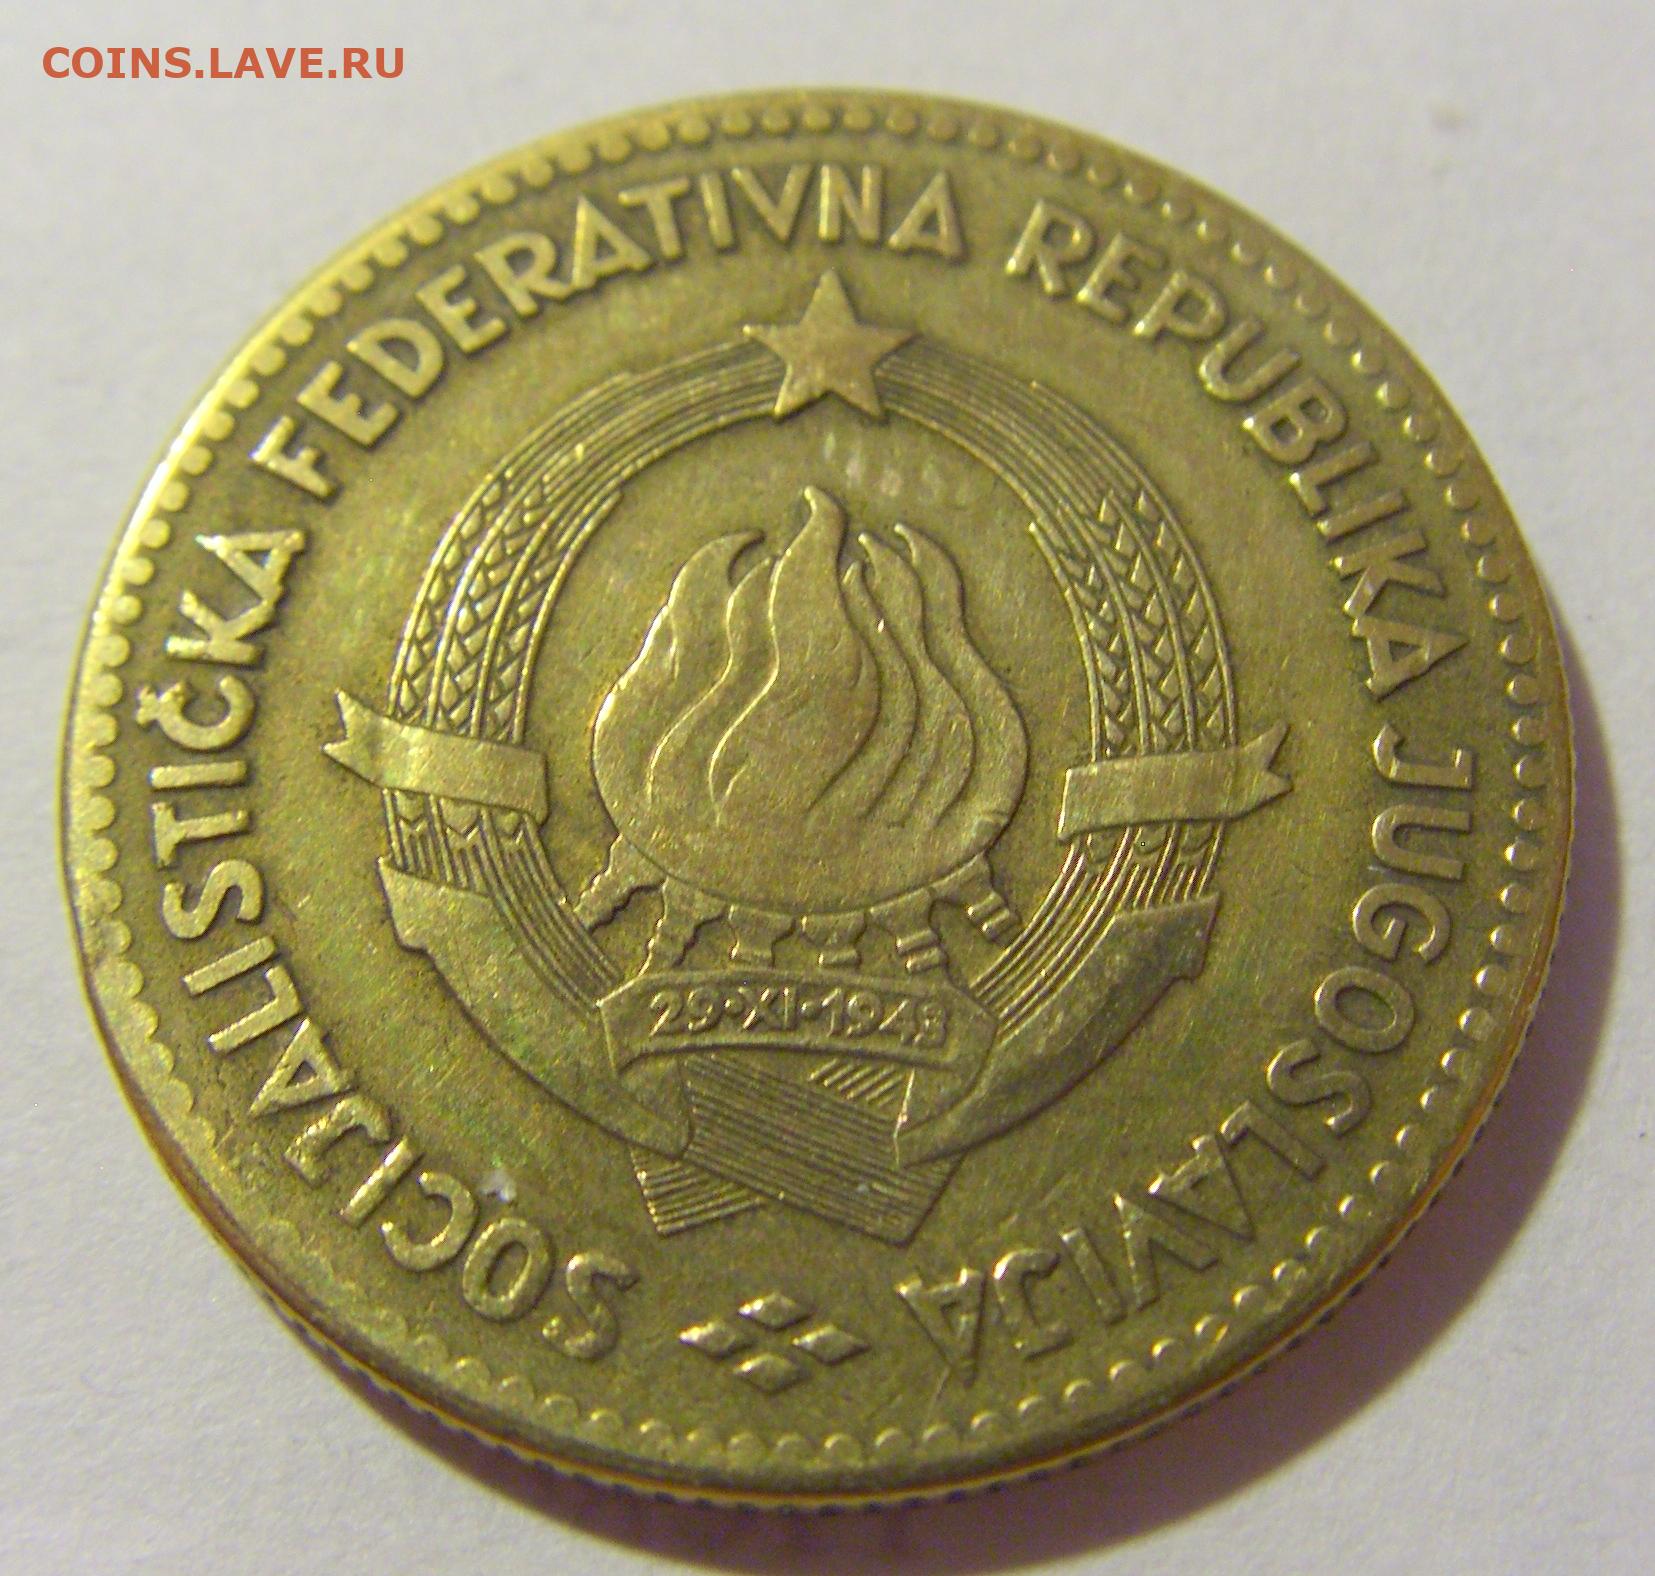 COINS.LAVE.RU
SOCIJALISTIČKA FEDERATIVNA REPUBLIKA JUGOSLAVIJA
29·XI·1943